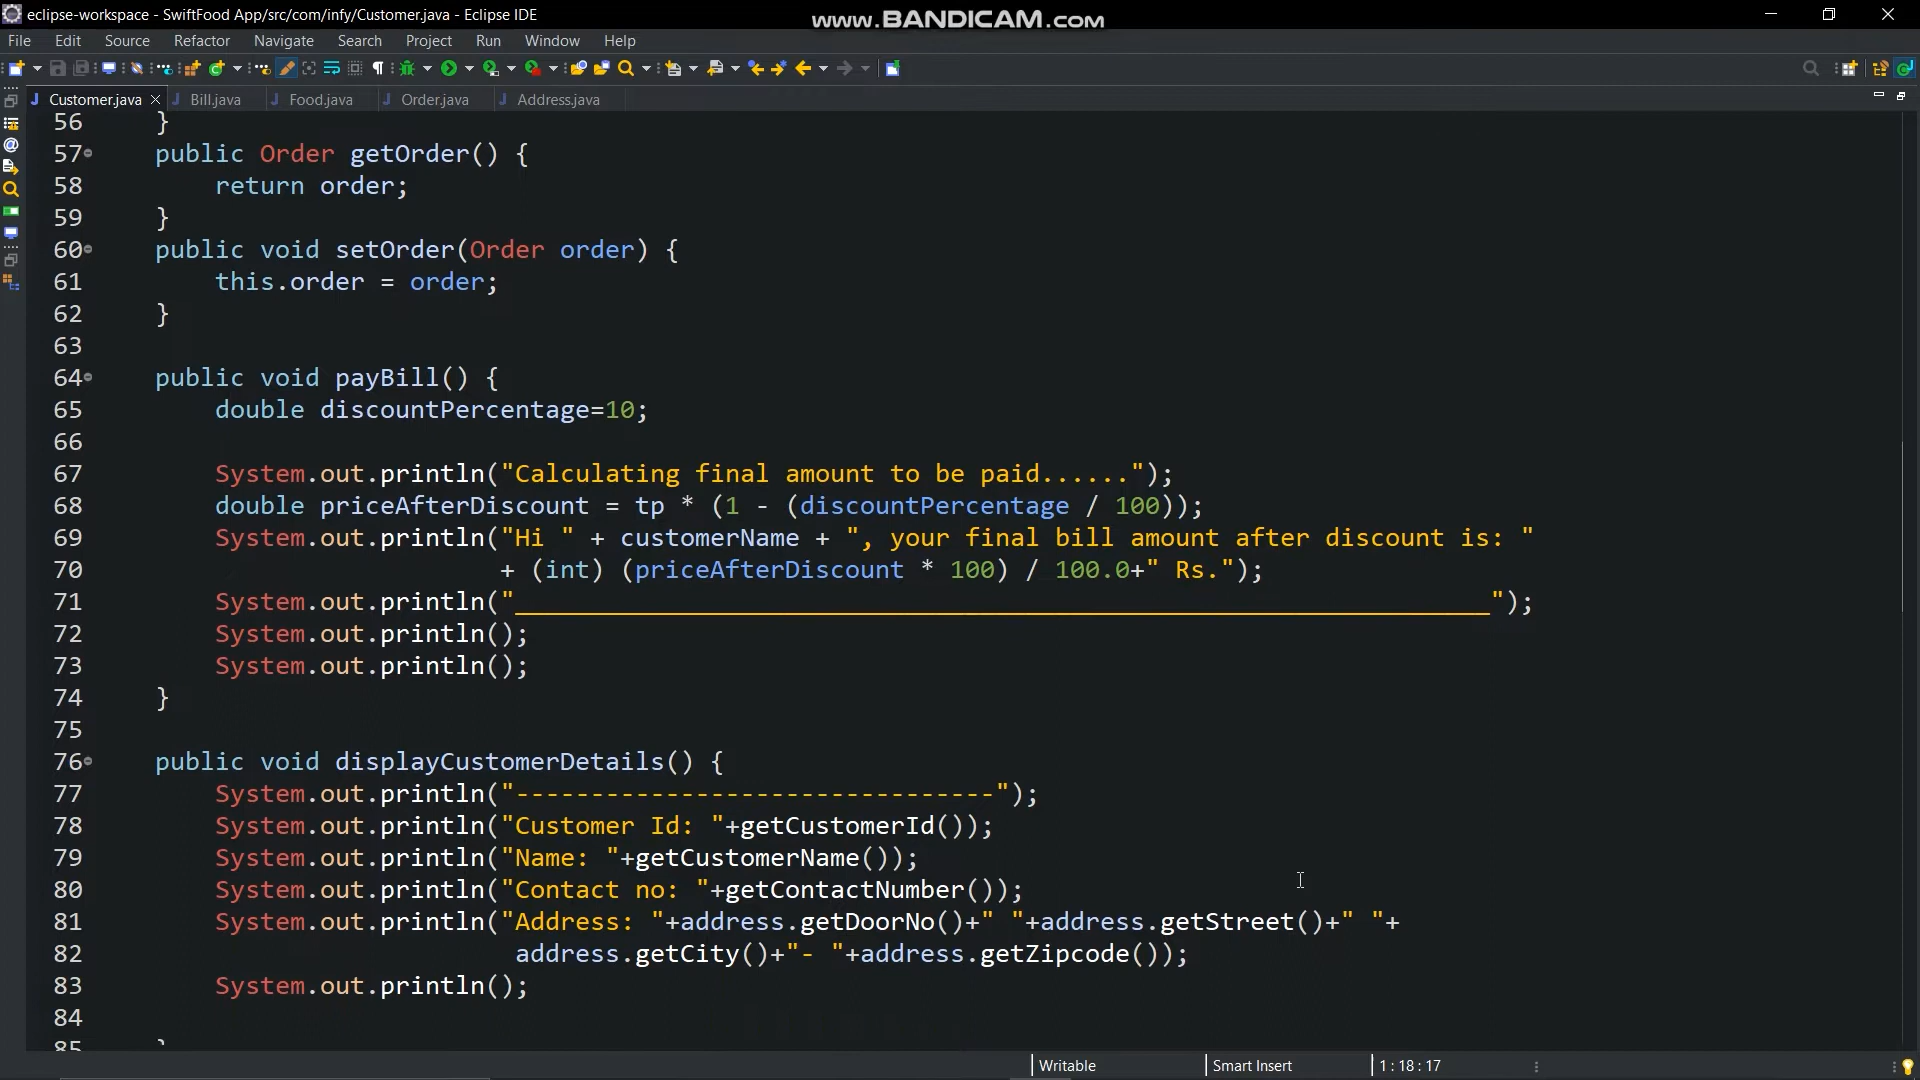 eclipse-workspace - SwiftFood App/src/com/infy/Customer.java - Eclipse IDE
www.BANDICAM.com
File Edit Source Refactor Navigate Search Project Run Window Help
Customer.java Bill.java Food.java Order.java Address.java
56 }
57 public Order getOrder() {
58 return order;
59 }
60 public void setOrder(Order order) {
61 this.order = order;
62 }
63
64 public void payBill() {
65 double discountPercentage=10;
66
67 System.out.println("Calculating final amount to be paid......");
68 double priceAfterDiscount = tp * (1 - (discountPercentage / 100));
69 System.out.println("Hi " + customerName + ", your final bill amount after discount is: "
70 + (int) (priceAfterDiscount * 100) / 100.0+" Rs.");
71 System.out.println("_________________________________________________________________");
72 System.out.println();
73 System.out.println();
74 }
75
76 public void displayCustomerDetails() {
77 System.out.println("--------------------------------");
78 System.out.println("Customer Id: "+getCustomerId());
79 System.out.println("Name: "+getCustomerName());
80 System.out.println("Contact no: "+getContactNumber());
81 System.out.println("Address: "+address.getDoorNo()+" "+address.getStreet()+" "+
82 address.getCity()+"- "+address.getZipcode());
83 System.out.println();
84
85 }
Writable Smart Insert 1 : 18 : 17